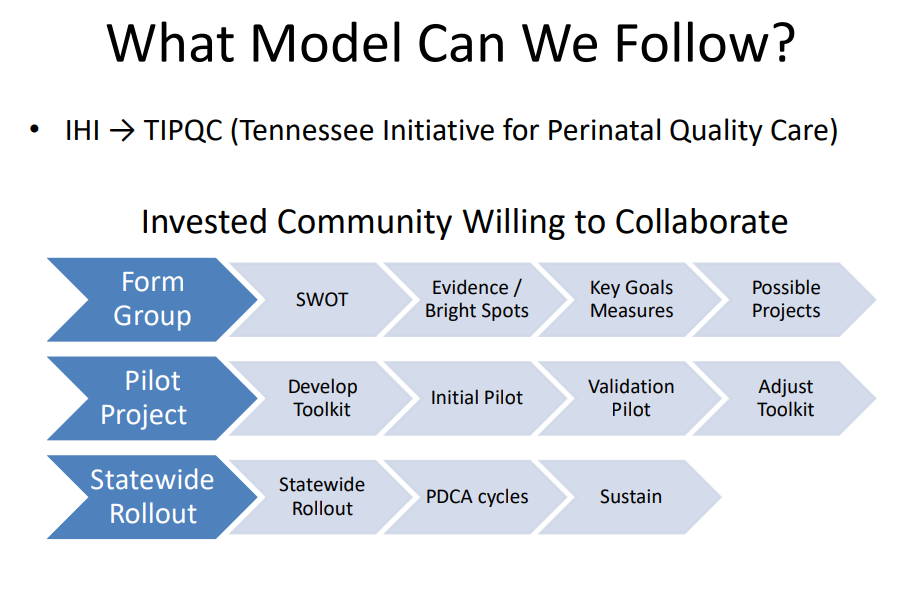 What Model Can We Follow?
• IHI → TIPQC (Tennessee Initiative for Perinatal Quality Care)
Invested Community Willing to Collaborate
Form
Group
SWOT
Evidence /
Bright Spots
Key Goals
Measures
Possible
Projects
Pilot
Project
Develop
Toolkit
Initial Pilot
Validation
Pilot
Adjust
Toolkit
Statewide
Rollout
Statewide
Rollout
PDCA cycles
Sustain